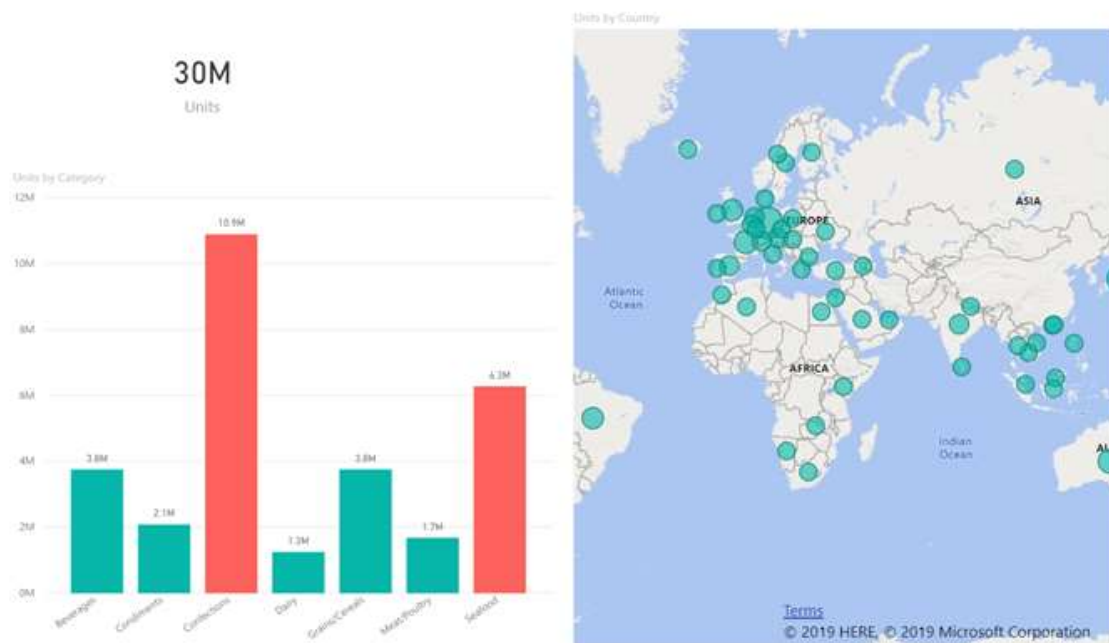 30M
Units
Units by Category
12M
10M
8M
6M
4M
2M
0M
3.8M
2.1M
10.9M
1.3M
3.8M
1.7M
6.3M
Beverages
Condiments
Confections
Dairy
Grains/Cereals
Meat/Poultry
Seafood
Units by Country
ASIA
EUROPE
Atlantic
Ocean
AFRICA
Indian
Ocean
AU
Terms
© 2019 HERE, © 2019 Microsoft Corporation